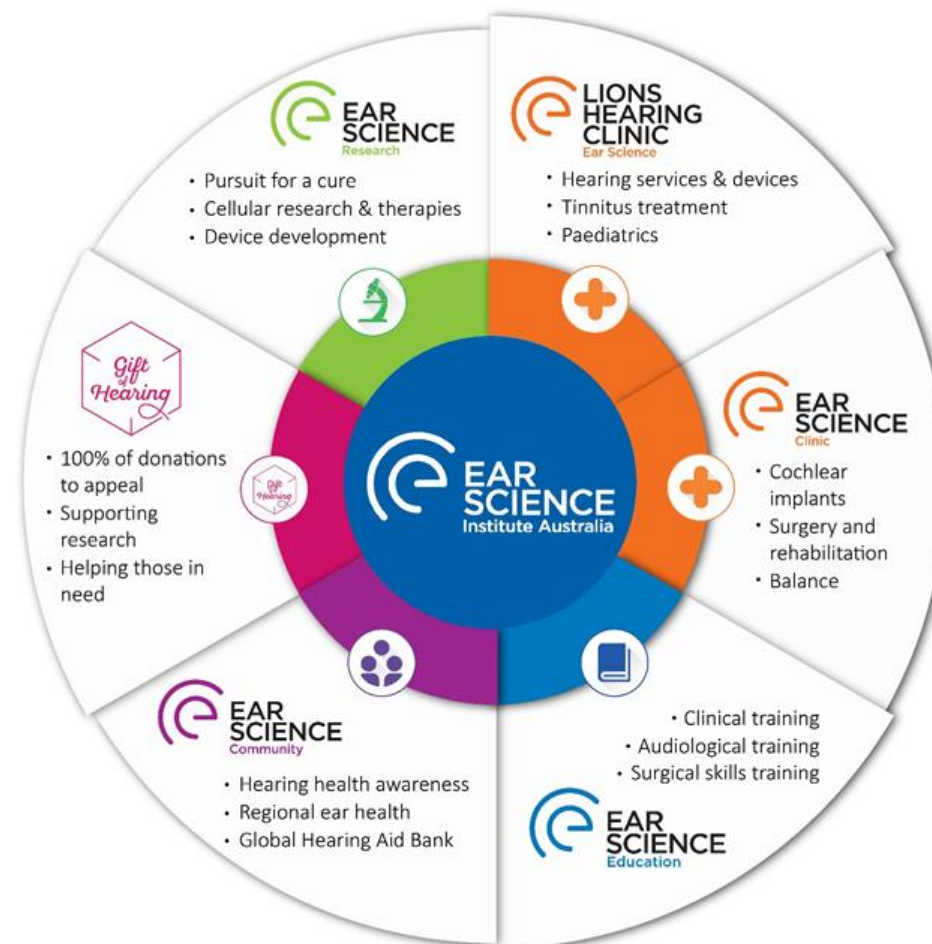 EAR
SCIENCE
Research
• Pursuit for a cure
• Cellular research & therapies
• Device development
LIONS
HEARING
CLINIC
Ear Science
• Hearing services & devices
• Tinnitus treatment
• Paediatrics
Gift
of
Hearing
• 100% of donations
to appeal
• Supporting
research
• Helping those in
need
Gift
of
Hearing
EAR
SCIENCE
Institute Australia
EAR
SCIENCE
Clinic
• Cochlear
implants
• Surgery and
rehabilitation
• Balance
EAR
SCIENCE
Community
• Hearing health awareness
• Regional ear health
• Global Hearing Aid Bank
• Clinical training
• Audiological training
• Surgical skills training
EAR
SCIENCE
Education